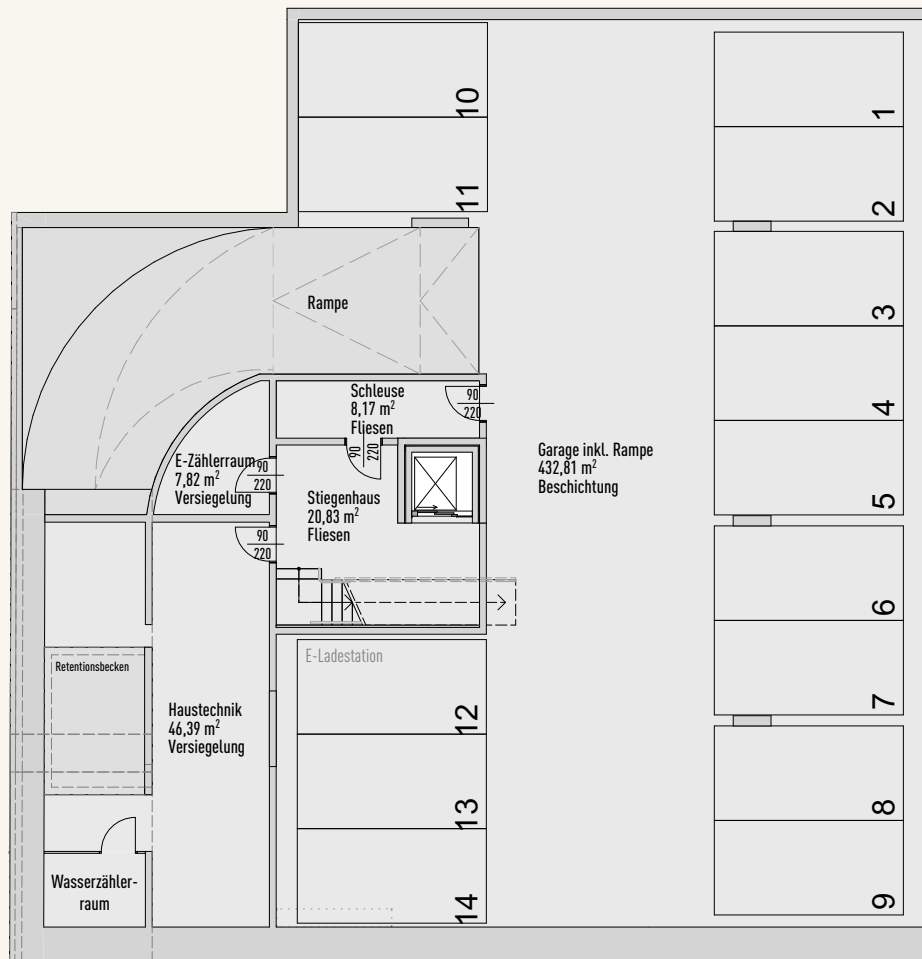 10
1
11
2
Rampe
3
Schleuse
8,17 m²
Fliesen
90
220
4
E-Zählerraum
7,82 m²
Versiegelung
90
220
90
220
Garage inkl. Rampe
432,81 m²
Beschichtung
Stiegenhaus
20,83 m²
Fliesen
5
90
220
6
E-Ladestation
Retentionsbecken
12
7
Haustechnik
46,39 m²
Versiegelung
13
8
Wasserzähler-
raum
14
9